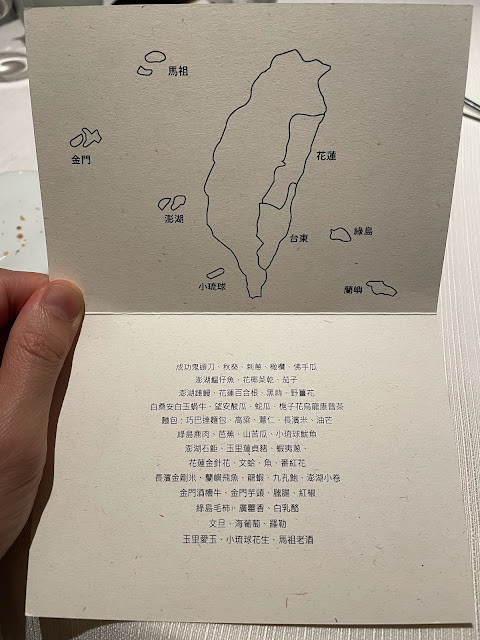 馬祖
金門
花蓮
澎湖
台東
綠島
小琉球
蘭嶼
成功鬼頭刀、秋葵、刺蔥、橄欖、佛手瓜
澎湖鰮仔魚、花椰菜乾、茄子
澎湖鐘鰻、花蓮百合根、黑蒜、野薑花
白桑安白玉蝸牛、望安酸瓜、蛇瓜、梔子花烏龍康普茶
麵包：巧巴達麵包、高粱、薏仁、長濱米、油芒
綠島鹿肉、芭蕉、山苦瓜、小琉球魷魚
澎湖石鮔、玉里蓮貞豬、蝦夷蔥、
花蓮金針花、文蛤、魚、番紅花
長濱金剛米、蘭嶼飛魚、龍蝦、九孔鮑、澎湖小卷
金門酒糟牛、金門芋頭、臘腸、紅椒
綠島毛柿、廣藿香、白乳酪
文旦、海葡萄、羅勒
玉里愛玉、小琉球花生、馬祖老酒